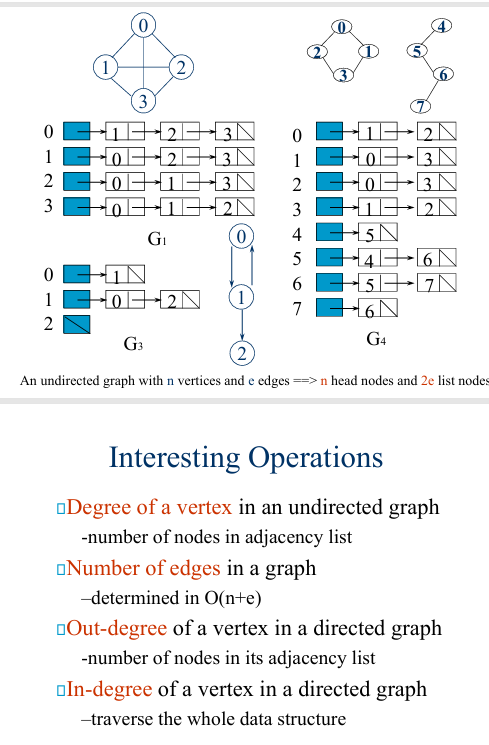 0
1 2
3
0 1 2 3
1 0 2 3
2 0 1 3
3 0 1 2
G1
0
2 1
3
4
5
6
7
0 1 2
1 0 3
2 0 3
3 1 2
4 5
5 4 6
6 5 7
7 6
G4
0 1
1 0 2
2
G3
0
1
2
An undirected graph with n vertices and e edges ==> n head nodes and 2e list nodes
Interesting Operations
Degree of a vertex in an undirected graph
-number of nodes in adjacency list
Number of edges in a graph
–determined in O(n+e)
Out-degree of a vertex in a directed graph
-number of nodes in its adjacency list
In-degree of a vertex in a directed graph
–traverse the whole data structure